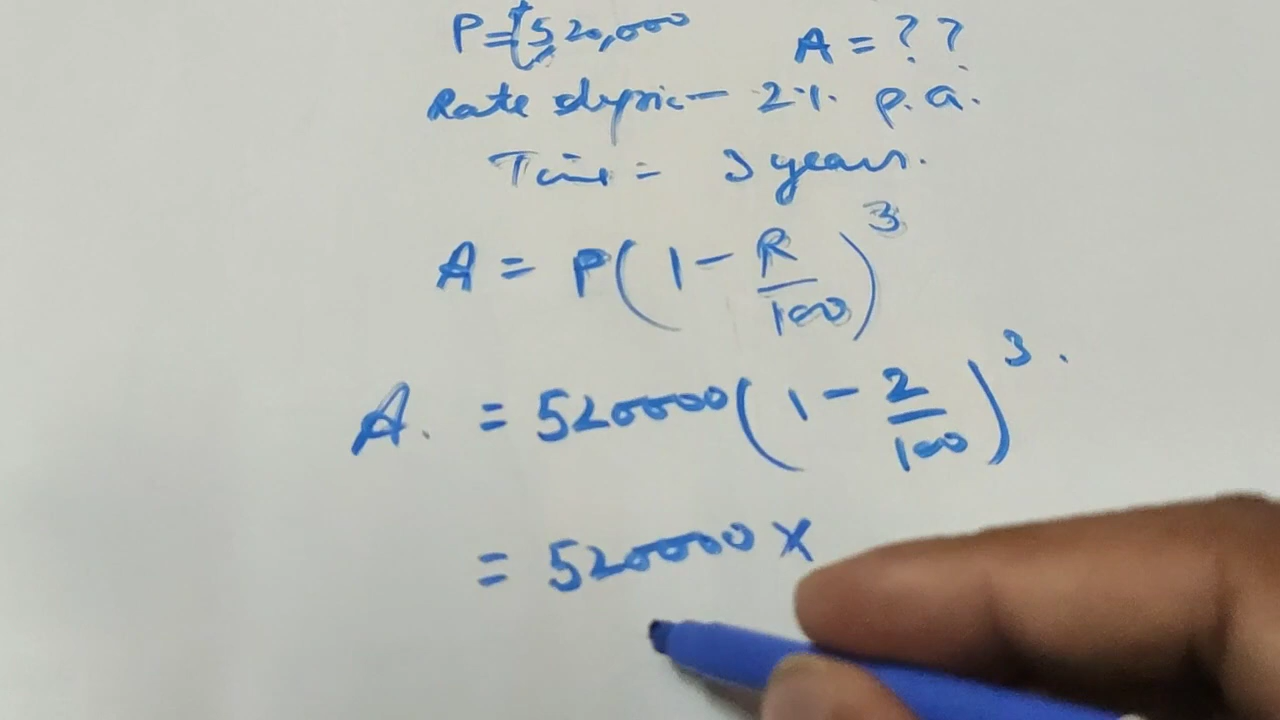 P = 520,000 A = ??
Rate 2%. p.a.
Time = 3 years.
A = P(1 - R/100)^3
A. = 520000(1 - 2/100)^3.
= 520000 ×